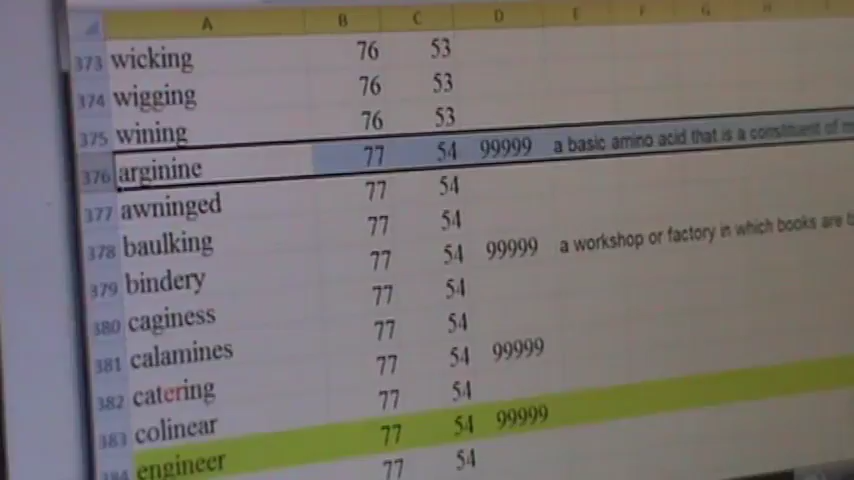 A B C D E F G H
373 wicking 76 53
374 wigging 76 53
375 wining 76 53
376 arginine 77 54 99999 a basic amino acid that is a constituent of
377 awninged 77 54
378 baulking 77 54
379 bindery 77 54 99999 a workshop or factory in which books are
380 caginess 77 54
381 calamines 77 54
382 catering 77 54 99999
383 colinear 77 54
384 engineer 77 54 99999
77 54